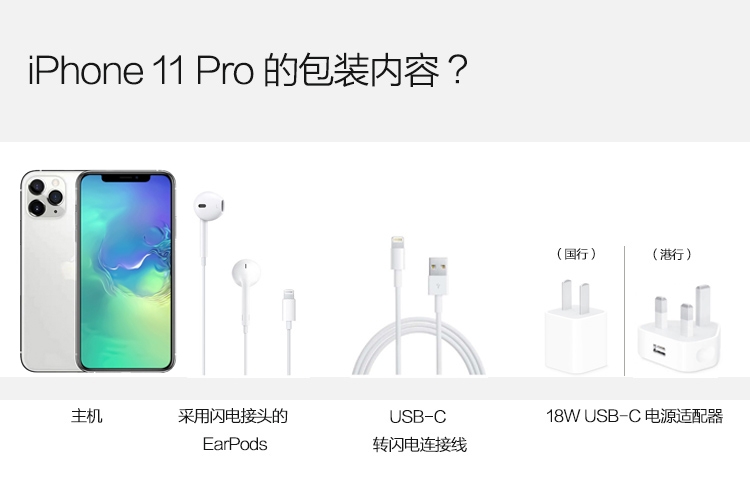 iPhone 11 Pro 的包装内容？
（国行）
（港行）
主机
采用闪电接头的
EarPods
USB-C
转闪电连接线
18W USB-C 电源适配器